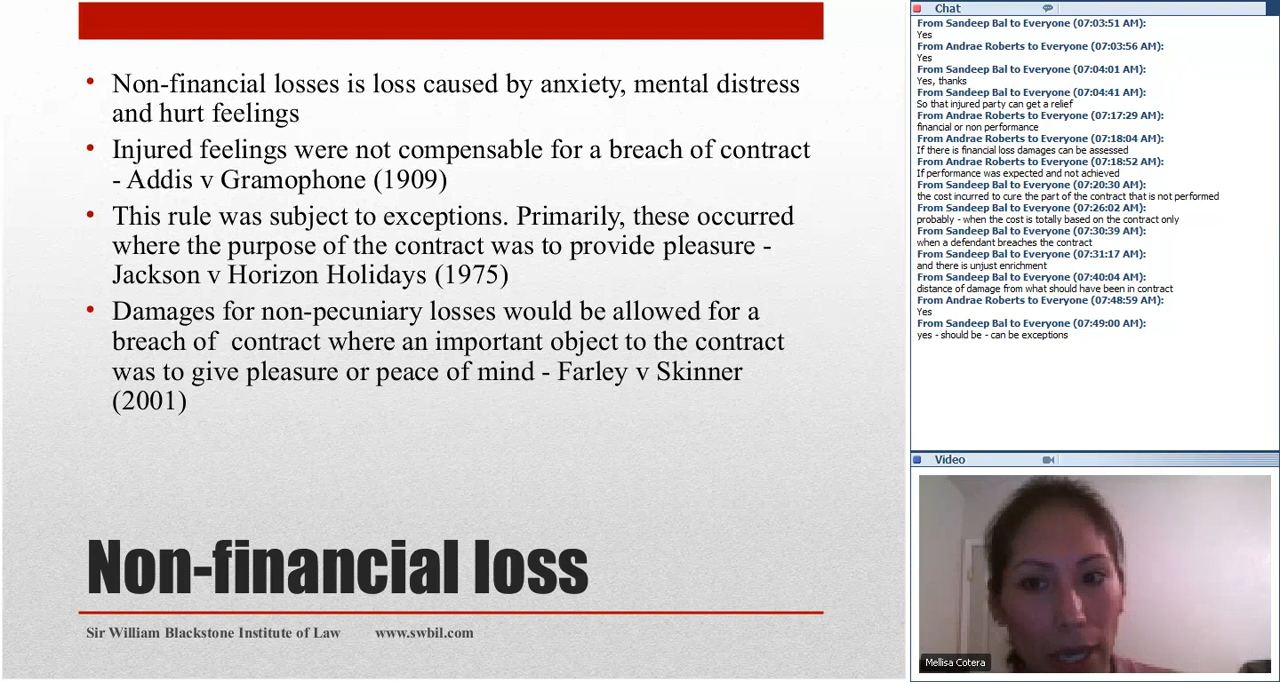 • Non-financial losses is loss caused by anxiety, mental distress
and hurt feelings
• Injured feelings were not compensable for a breach of contract
- Addis v Gramophone (1909)
• This rule was subject to exceptions. Primarily, these occurred
where the purpose of the contract was to provide pleasure -
Jackson v Horizon Holidays (1975)
• Damages for non-pecuniary losses would be allowed for a
breach of contract where an important object to the contract
was to give pleasure or peace of mind - Farley v Skinner
(2001)
Non-financial loss
Sir William Blackstone Institute of Law www.swbil.com
Chat
From Sandeep Bal to Everyone (07:03:51 AM):
Yes
From Andrae Roberts to Everyone (07:03:56 AM):
Yes
From Sandeep Bal to Everyone (07:04:01 AM):
Yes, thanks
From Sandeep Bal to Everyone (07:04:41 AM):
So that injured party can get a relief
From Andrae Roberts to Everyone (07:17:29 AM):
financial or non performance
From Andrae Roberts to Everyone (07:18:04 AM):
If there is financial loss damages can be assessed
From Andrae Roberts to Everyone (07:18:52 AM):
If performance was expected and not achieved
From Andrae Roberts to Everyone (07:20:30 AM):
the cost incurred to cure the part of the contract that is not performed
From Sandeep Bal to Everyone (07:26:02 AM):
probably - when the cost is totally based on the contract only
From Andrae Roberts to Everyone (07:30:39 AM):
when a defendant breaches the contract
From Andrae Roberts to Everyone (07:31:17 AM):
and there is unjust enrichment
From Sandeep Bal to Everyone (07:40:04 AM):
distance of damage from what should have been in contract
From Andrae Roberts to Everyone (07:48:59 AM):
Yes
From Sandeep Bal to Everyone (07:49:00 AM):
yes - should be - can be exceptions
Video
Mellisa Cotera